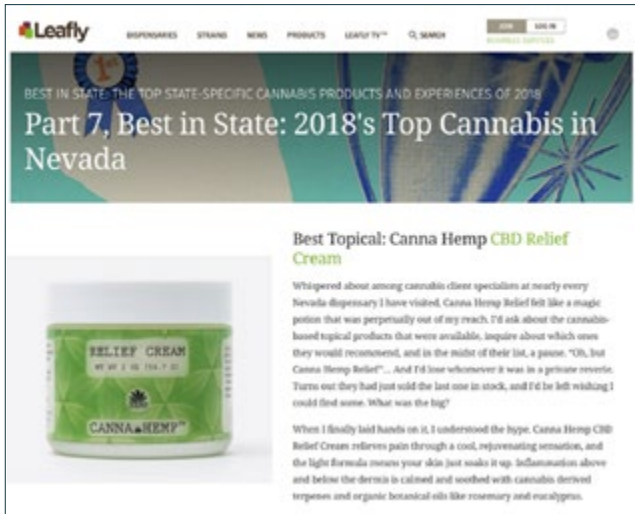 Leafly
DISPENSARIES STRAINS NEWS PRODUCTS LEAFLY TV™ SEARCH JOIN LOG IN
BUSINESS SERVICES
1st
BEST IN STATE: THE TOP STATE-SPECIFIC CANNABIS PRODUCTS AND EXPERIENCES OF 2018
Part 7, Best in State: 2018's Top Cannabis in
Nevada
Best Topical: Canna Hemp CBD Relief
Cream
Whispered about among cannabis client specialists at nearly every
Nevada dispensary I have visited, Canna Hemp Relief felt like a magic
potion that was perpetually out of my reach. I'd ask about the cannabis-
based topical products that were available, inquire about which ones
they would recommend, and in the midst of their list, a pause. "Oh, but
Canna Hemp Relief"... And I'd lose whomever it was in a private reverie.
Turns out they had just sold the last one in stock, and I'd be left wishing I
could find some. What was the big?
When I finally laid hands on it, I understood the hype. Canna Hemp CBD
Relief Cream relieves pain through a cool, rejuvenating sensation, and
the light formula means your skin just soaks it up. Inflammation above
and below the dermis is calmed and soothed with cannabis derived
terpenes and organic botanical oils like rosemary and eucalyptus.
RELIEF CREAM
NET WT 2 OZ (56.7 G)
CANNA HEMP™